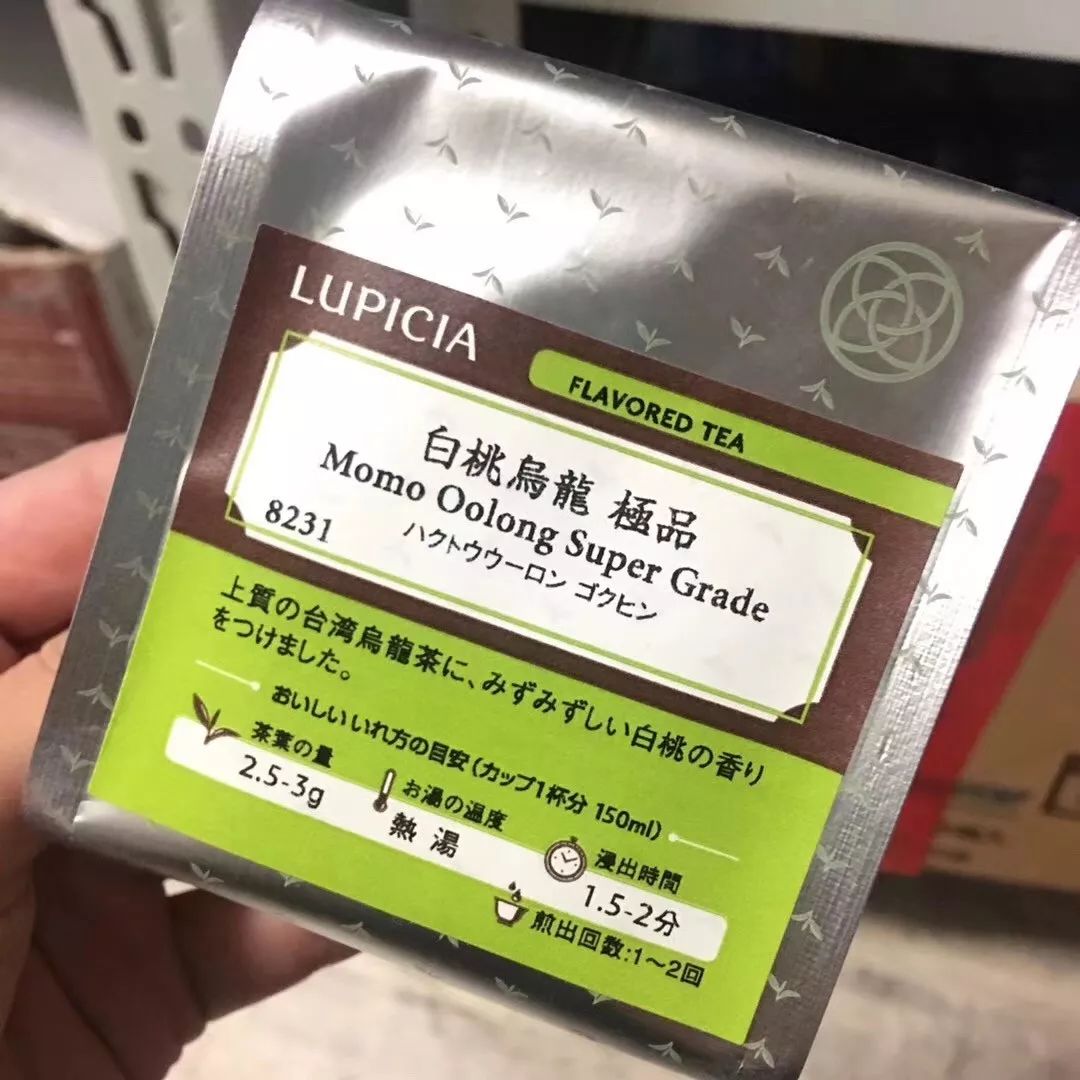 LUPICIA
FLAVORED TEA
白桃烏龍 極品
Momo Oolong Super Grade
8231
ハクトウウーロン ゴクヒン
上質の台湾烏龍茶に、みずみずしい白桃の香り
をつけました。
おいしいいれ方の目安(カップ1杯分 150ml)
茶葉の量
2.5-3g
お湯の温度
熱湯
浸出時間
1.5-2分
煎出回数:1〜2回